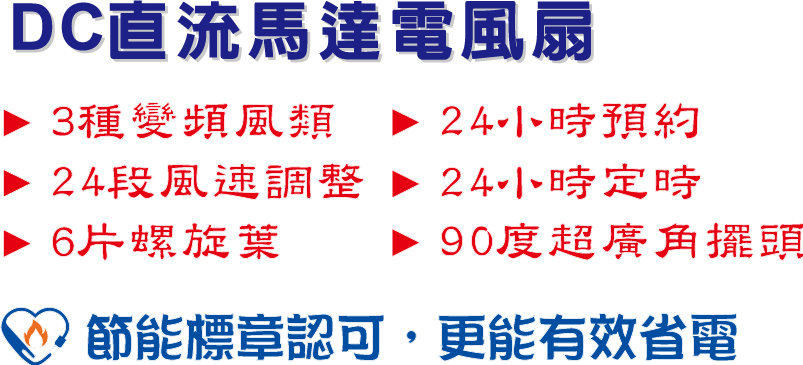 DC直流馬達電風扇
▶ 3種變頻風類
▶ 24小時預約
▶ 24段風速調整
▶ 24小時定時
▶ 6片螺旋葉
▶ 90度超廣角擺頭
節能標章認可，更能有效省電